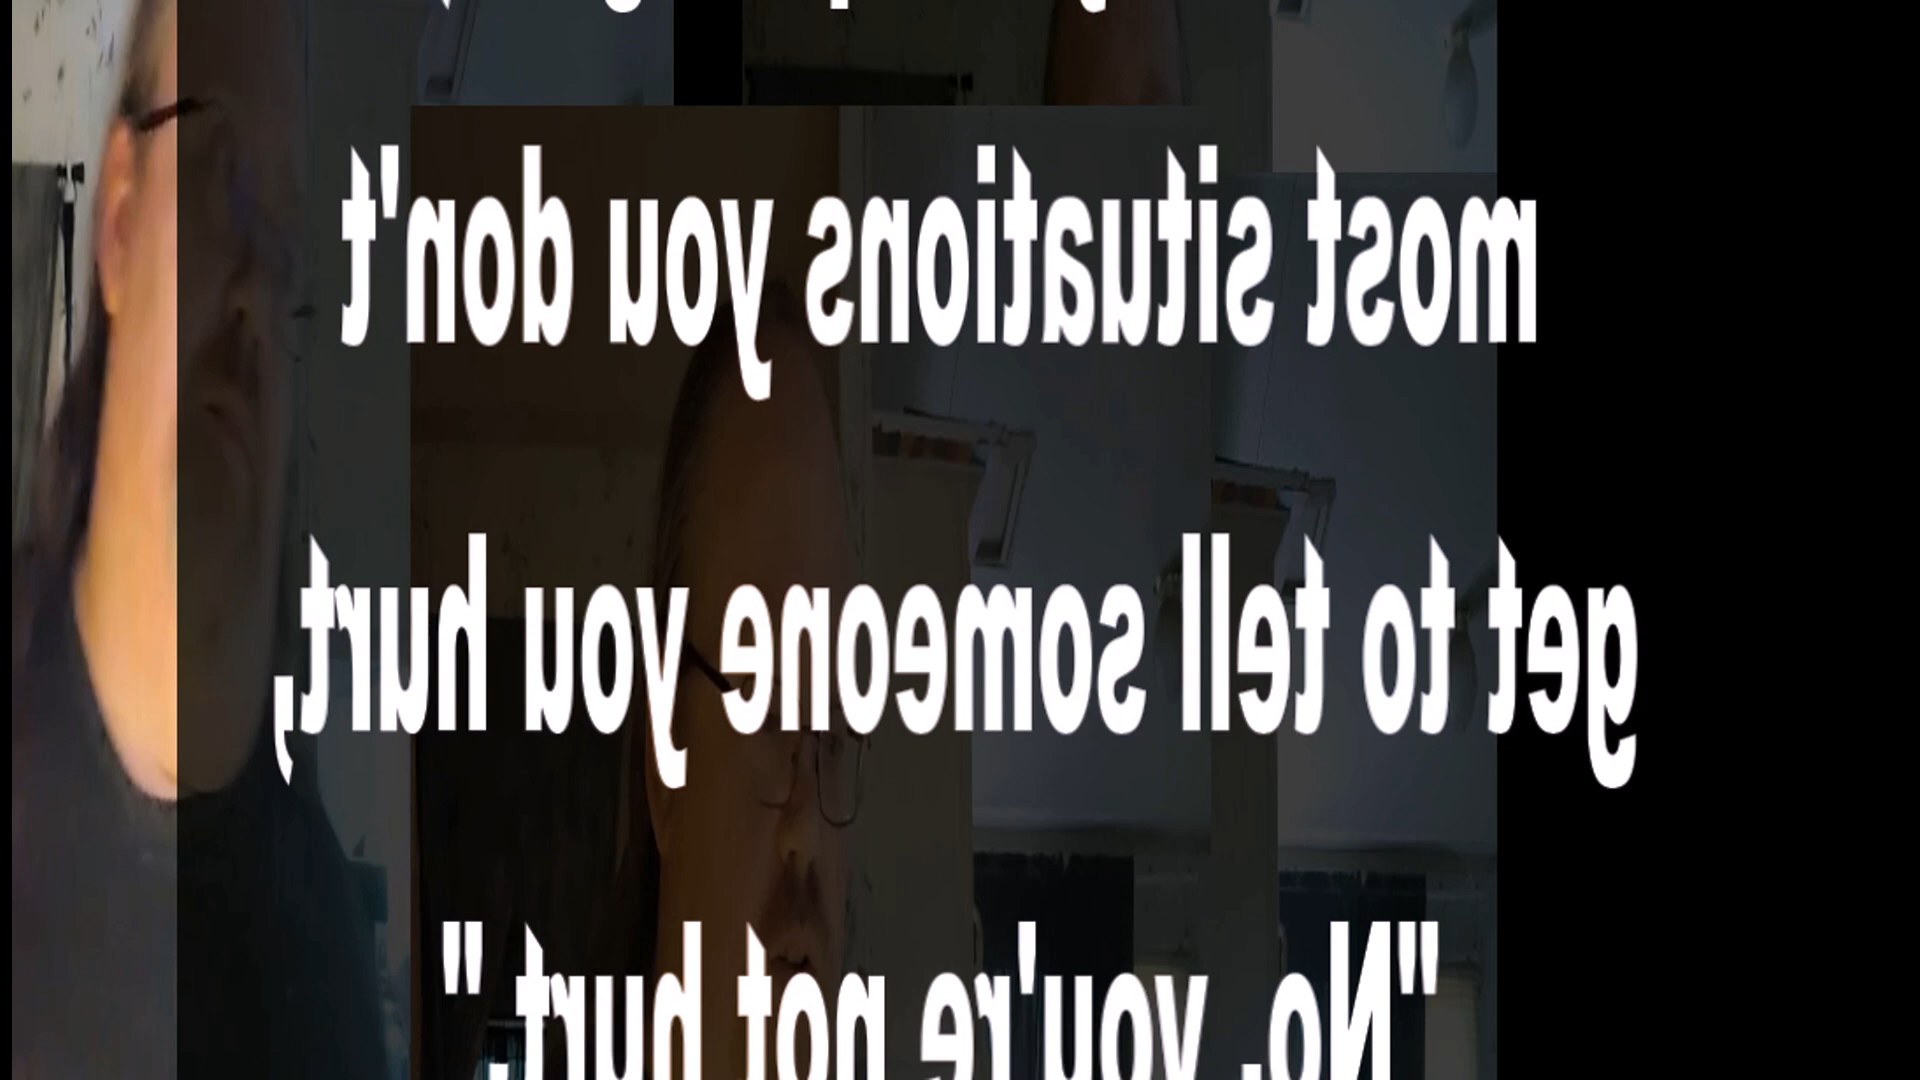 most situations you don't
get to tell someone you hurt,
"No, you're not hurt."